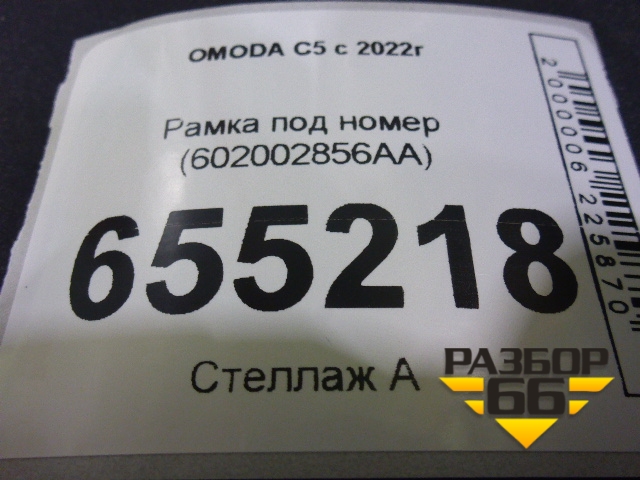 OMODA C5 с 2022г
Рамка под номер
(602002856AA)
655218
Стеллаж А
2000006225870
РАЗБОР
66